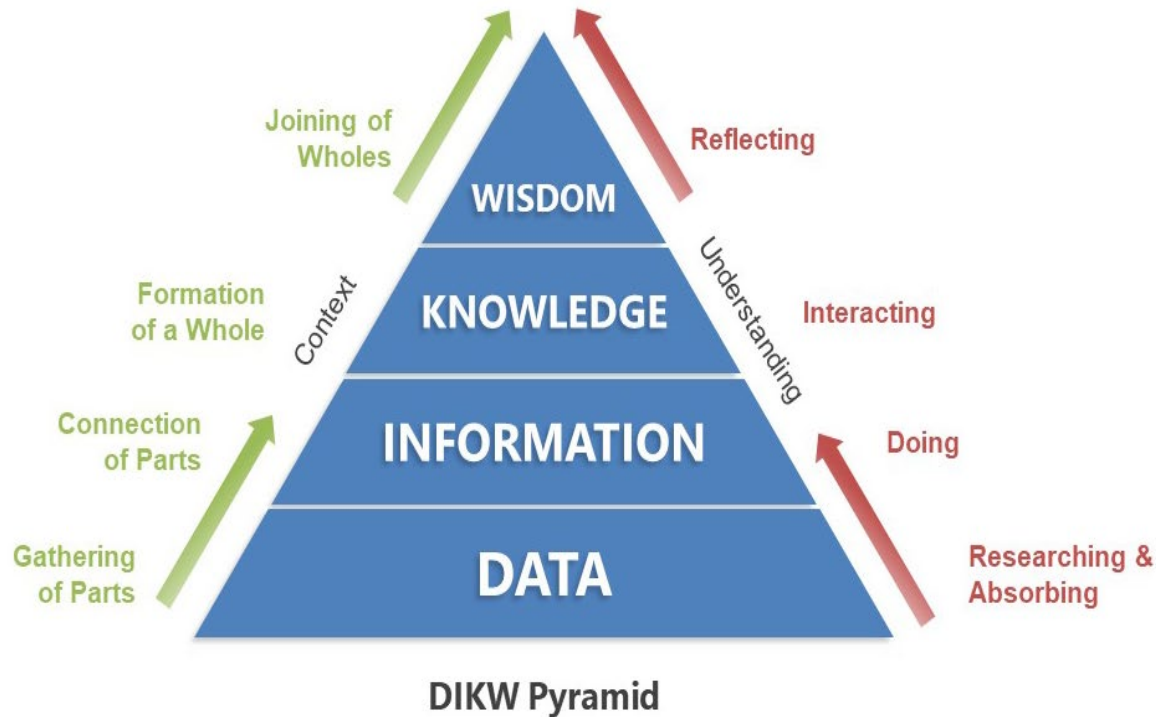 Joining of
Wholes
Reflecting
WISDOM
Context
Understanding
Formation
of a Whole
KNOWLEDGE
Interacting
Connection
of Parts
INFORMATION
Doing
Gathering
of Parts
DATA
Researching &
Absorbing
DIKW Pyramid